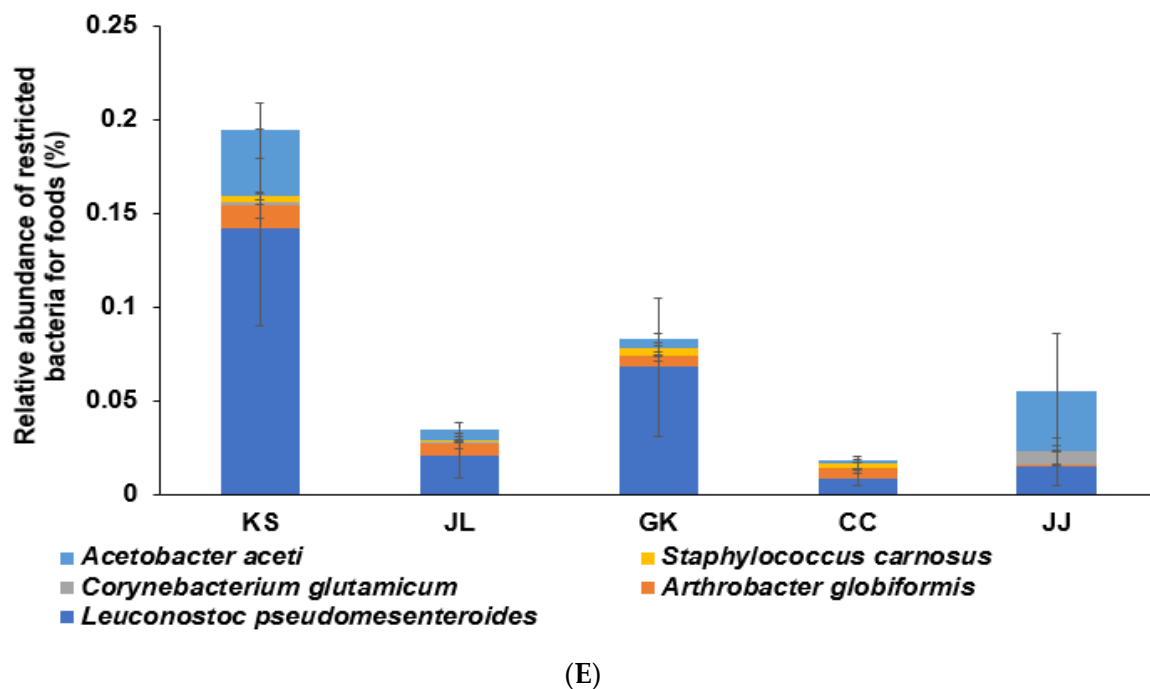 Relative abundance of restricted
bacteria for foods (%)
0.25
0.2
0.15
0.1
0.05
0
KS JL GK CC JJ
Acetobacter aceti Staphylococcus carnosus
Corynebacterium glutamicum Arthrobacter globiformis
Leuconostoc pseudomesenteroides
(E)